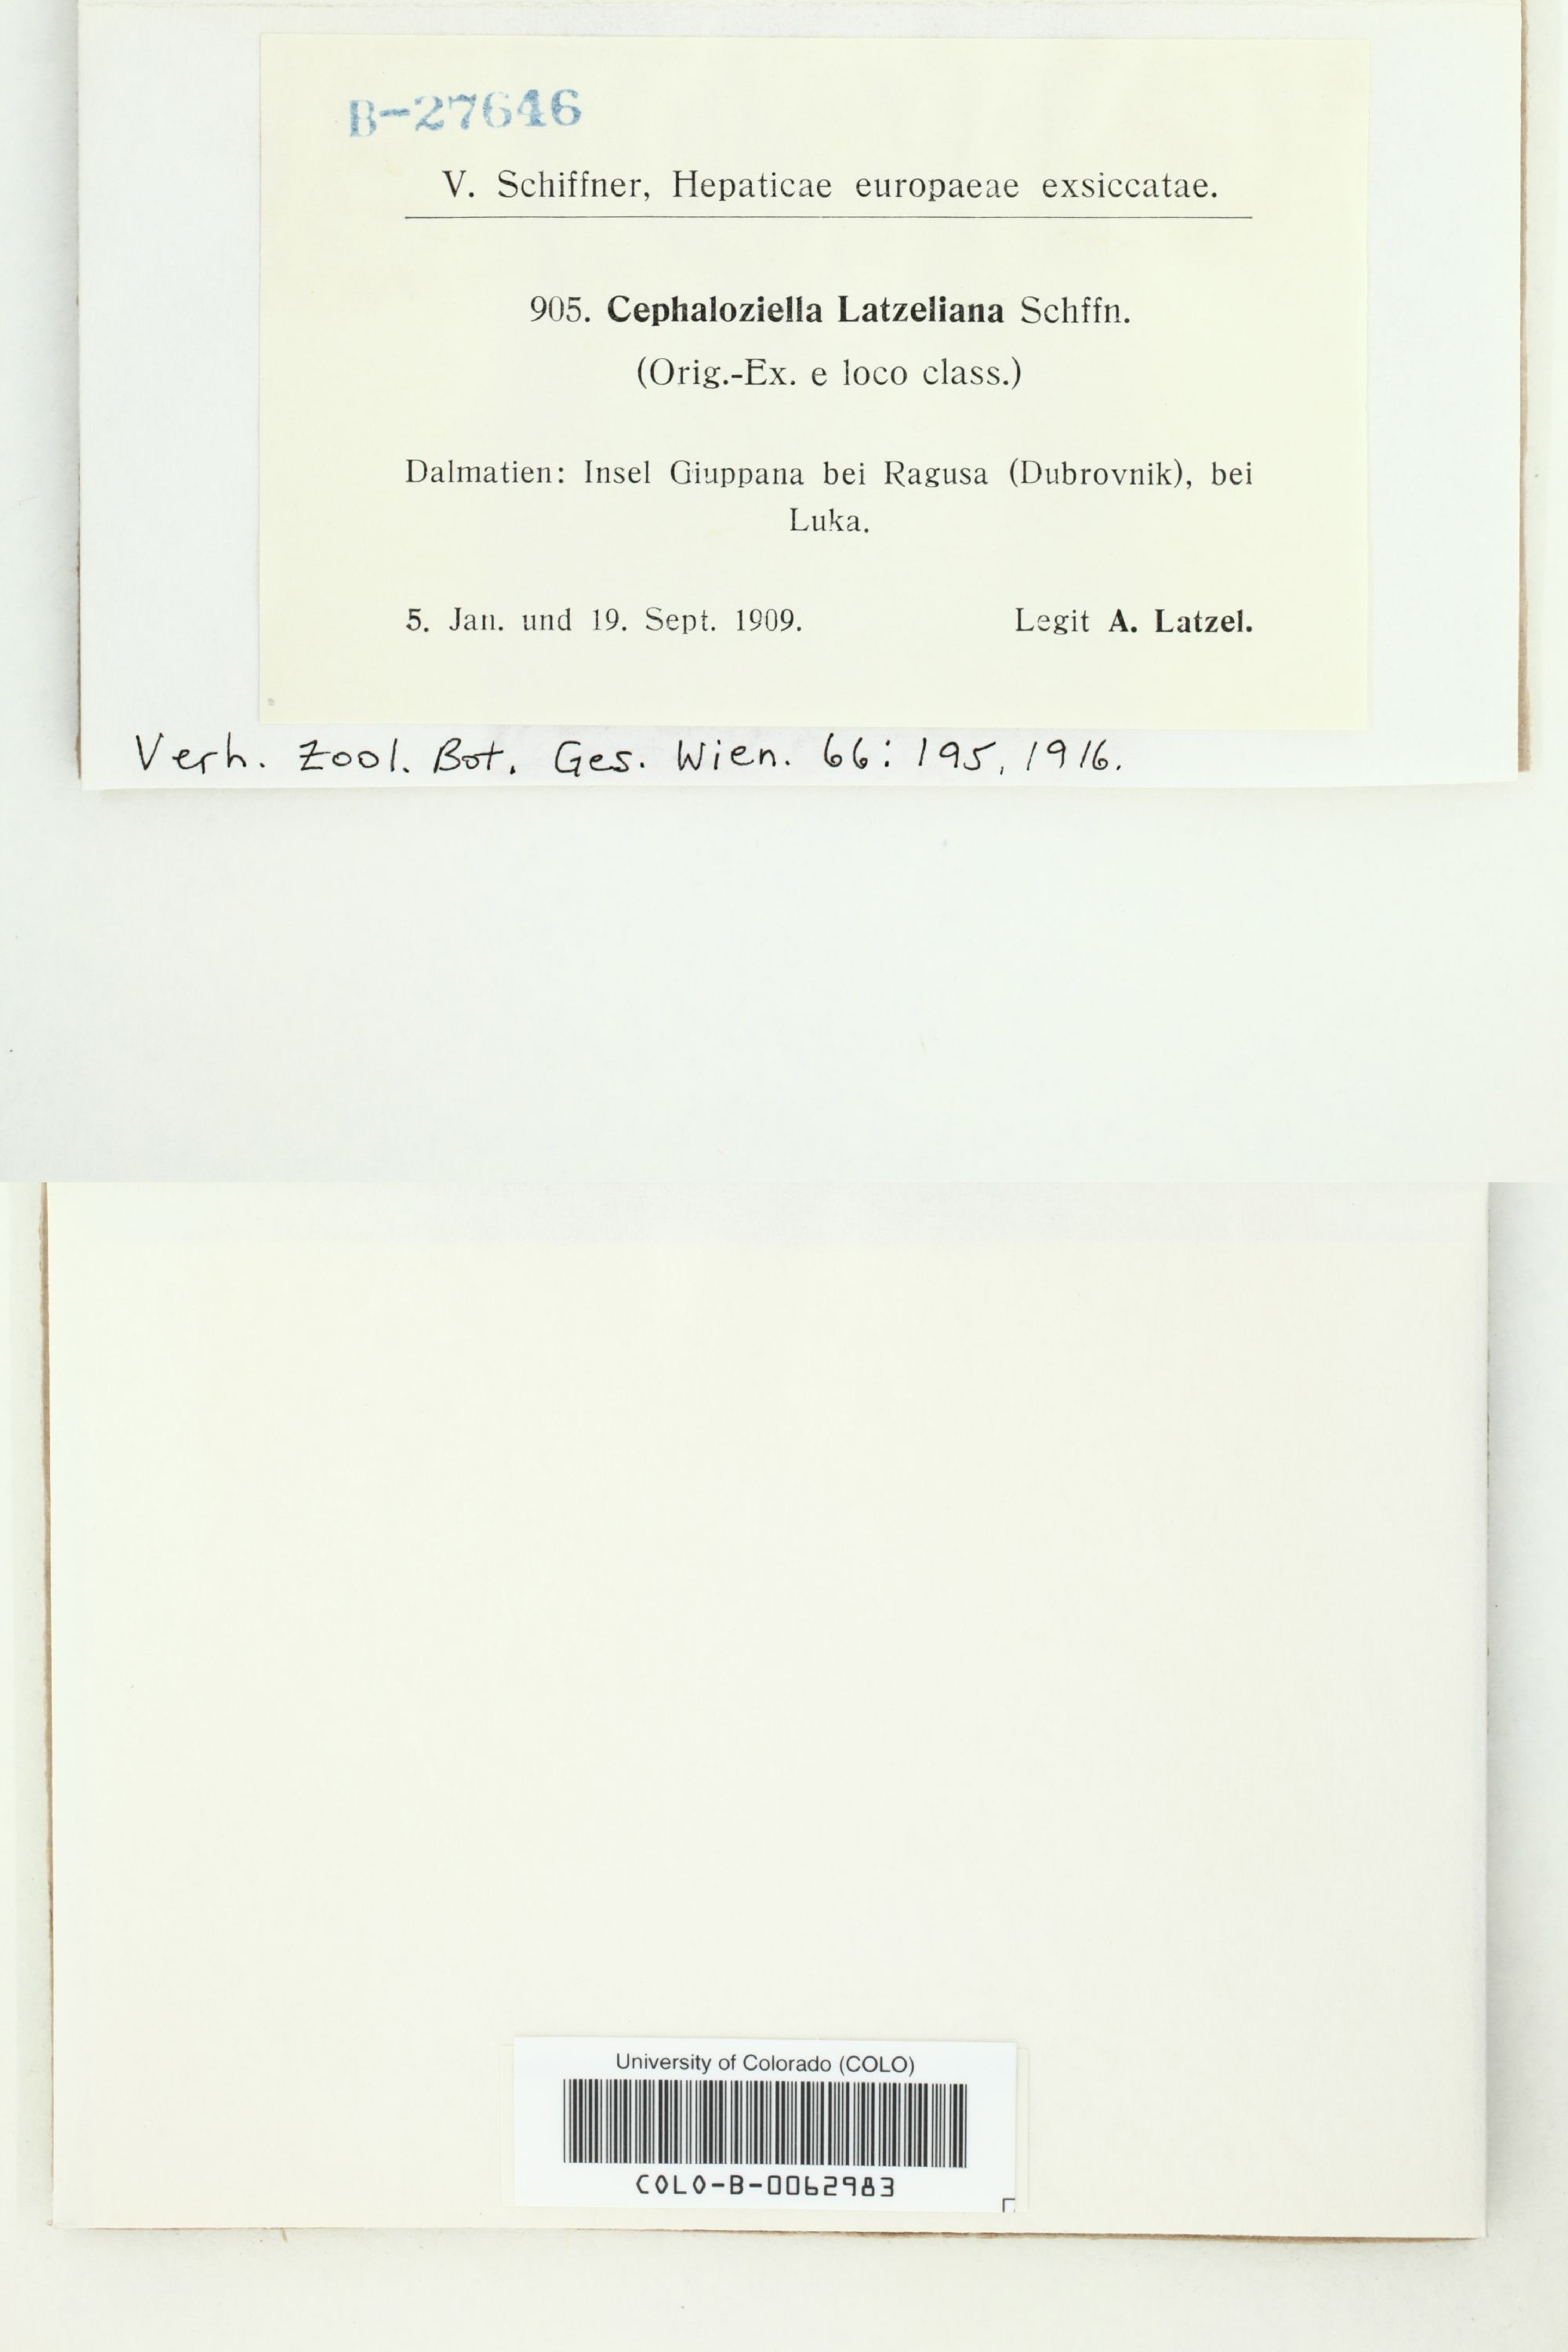 B-27646
V. Schiffner, Hepaticae europaeae exsiccatae.
905. Cephaloziella Latzeliana Schffn.
(Orig.-Ex. e loco class.)
Dalmatien: Insel Giuppana bei Ragusa (Dubrovnik), bei
Luka.
5. Jan. und 19. Sept. 1909. Legit A. Latzel.
Verh. Zool. Bot. Ges. Wien. 66: 195, 1916.
University of Colorado (COLO)
COLO-B-0062983